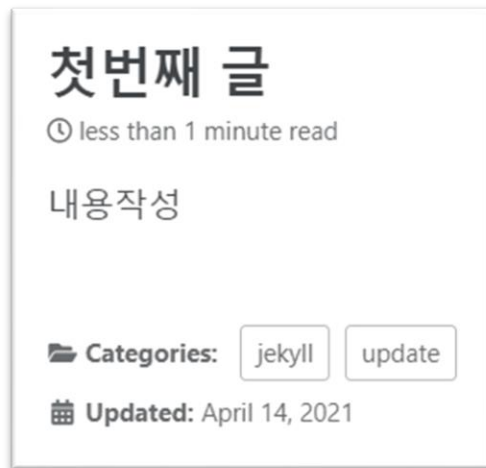 첫번째 글
less than 1 minute read
내용작성
Categories: jekyll update
Updated: April 14, 2021